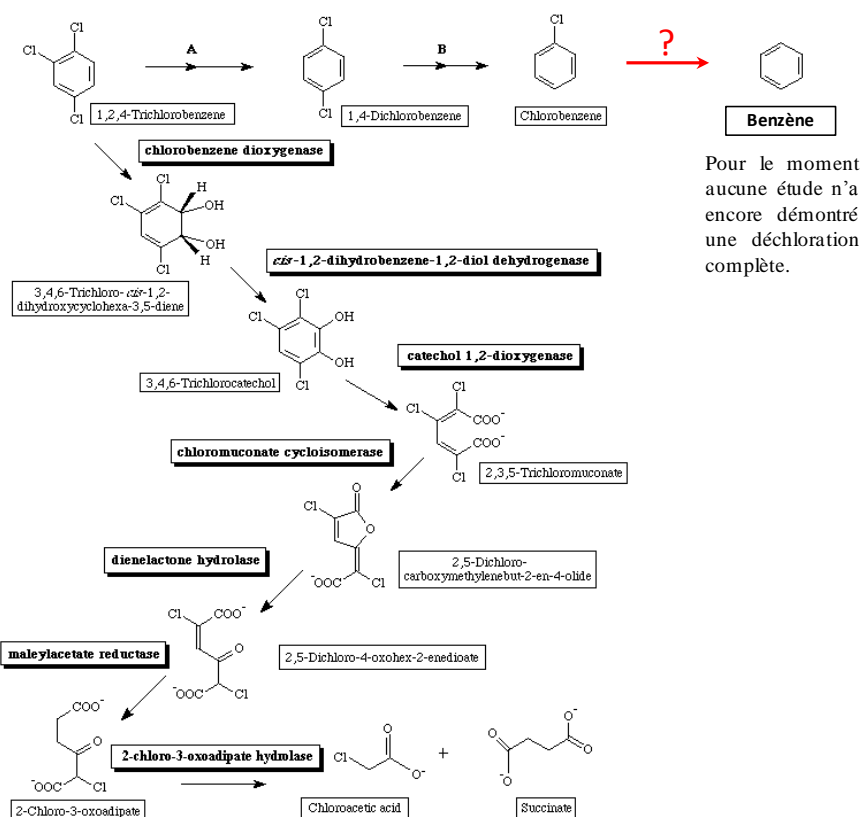 Cl
Cl
Cl
1,2,4-Trichlorobenzene
A
Cl
Cl
1,4-Dichlorobenzene
B
Cl
Chlorobenzene
?
Benzène
Pour le moment
aucune étude n'a
encore démontré
une déchloration
complète.
chlorobenzene dioxygenase
Cl
Cl
H
OH
OH
H
Cl
3,4,6-Trichloro- cis-1,2-
dihydroxycyclohexa-3,5-diene
cis-1,2-dihydrobenzene-1,2-diol dehydrogenase
Cl
Cl
OH
OH
Cl
3,4,6-Trichlorocatechol
catechol 1,2-dioxygenase
Cl
Cl
COO-
COO-
Cl
2,3,5-Trichloromuconate
chloromuconate cycloisomerase
O
Cl
O
-OOC
Cl
2,5-Dichloro-
carboxymethylenebut-2-en-4-olide
dienelactone hydrolase
Cl
COO-
O
-OOC
Cl
2,5-Dichloro-4-oxohex-2-enedioate
maleylacetate reductase
COO-
O
-OOC
Cl
2-Chloro-3-oxoadipate
2-chloro-3-oxoadipate hydrolase
O
Cl
O-
Chloroacetic acid
+
O-
O
O
O-
Succinate